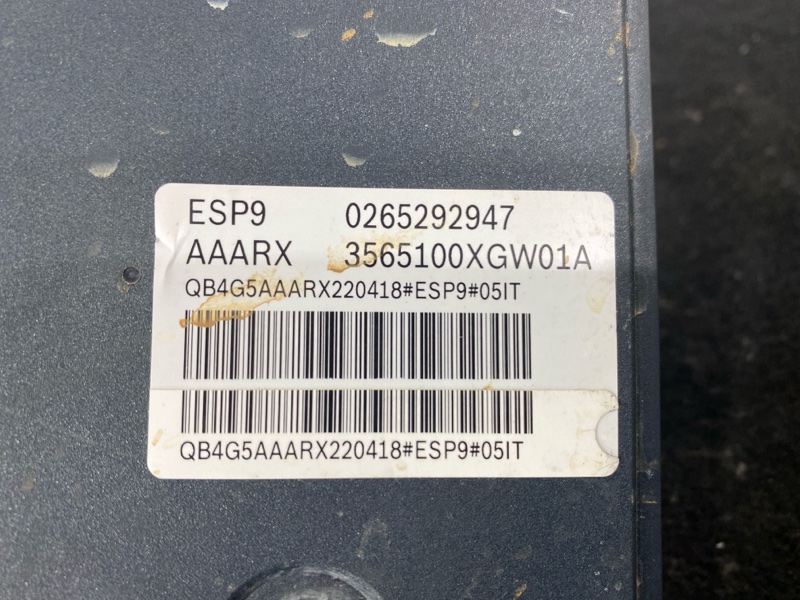 ESP9 0265292947
AAARX 3565100XGW01A
QB4G5AAARX220418#ESP9#05IT
QB4G5AAARX220418#ESP9#05IT